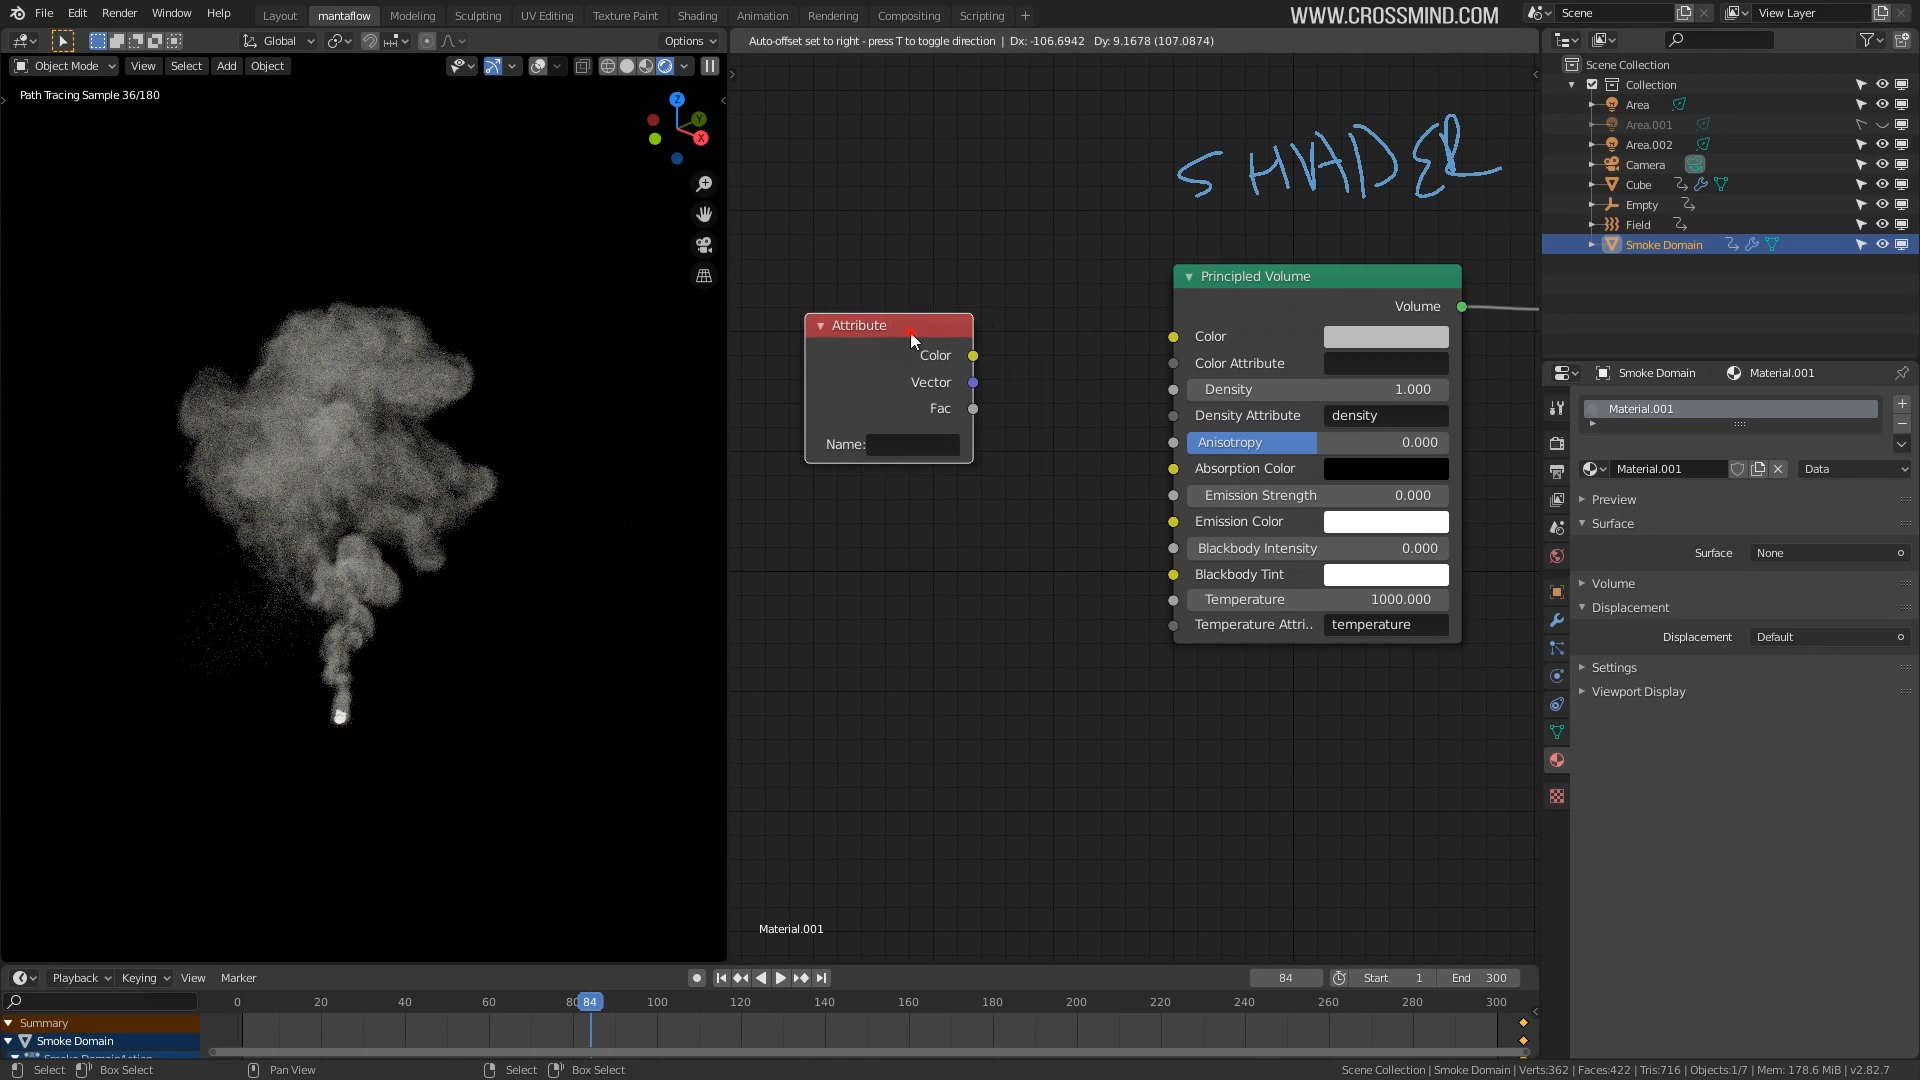 File Edit Render Window Help Layout mantaflow Modeling Sculpting UV Editing Texture Paint Shading Animation Rendering Compositing Scripting + WWW.CROSSMIND.COM Scene View Layer
Global Options Auto-offset set to right - press T to toggle direction | Dx: -106.6942 Dy: 9.1678 (107.0874)
Object Mode View Select Add Object
Path Tracing Sample 36/180
Z
Y
X
SHADER
Attribute
Color
Vector
Fac
Name:
Principled Volume
Volume
Color
Color Attribute
Density 1.000
Density Attribute density
Anisotropy 0.000
Absorption Color
Emission Strength 0.000
Emission Color
Blackbody Intensity 0.000
Blackbody Tint
Temperature 1000.000
Temperature Attri.. temperature
Material.001
Scene Collection
Collection
Area
Area.001
Area.002
Camera
Cube
Empty
Field
Smoke Domain
Smoke Domain Material.001
Material.001
Material.001 Data
Preview
Surface
Surface None
Volume
Displacement
Displacement Default
Settings
Viewport Display
Playback Keying View Marker 84 Start 1 End 300
0 20 40 60 80 84 100 120 140 160 180 200 220 240 260 280 300
Summary
Smoke Domain
Smoke DomainAction
Select Box Select Pan View Select Box Select Scene Collection | Smoke Domain | Verts:362 | Faces:422 | Tris:716 | Objects:1/7 | Mem: 178.6 MiB | v2.82.7